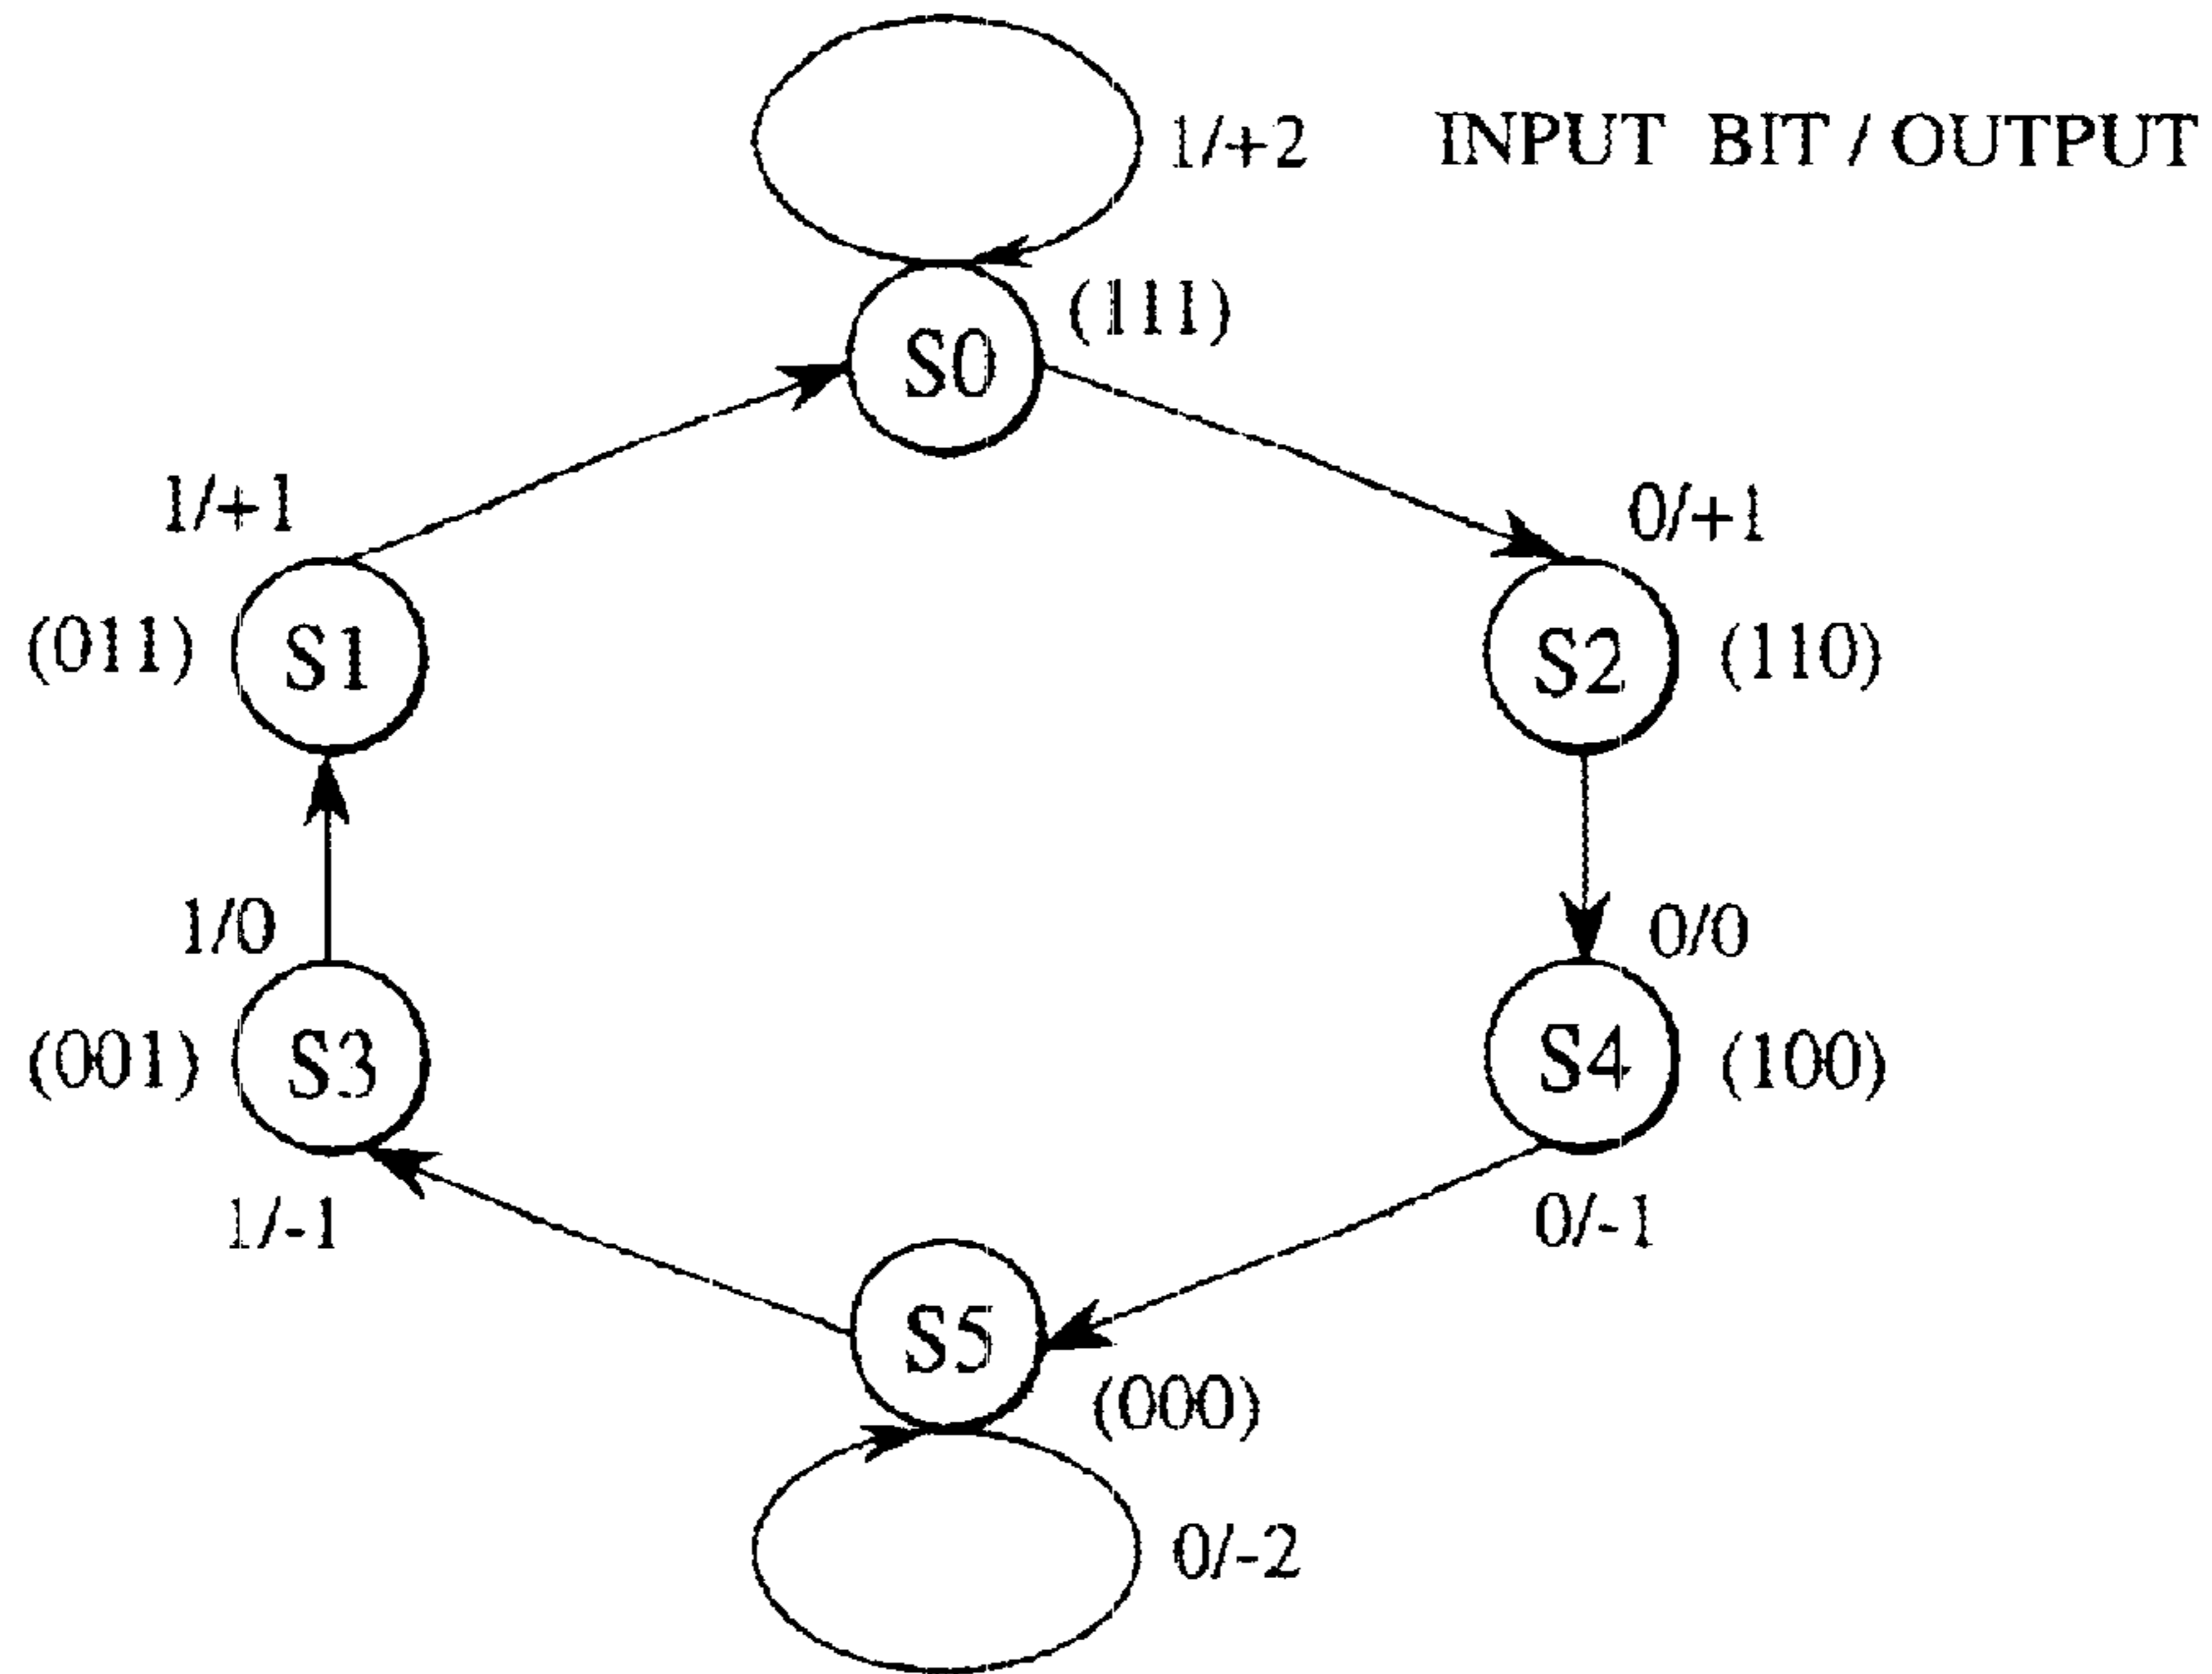 1/+2 INPUT BIT / OUTPUT
(111)
S0
1/+1
0/+1
(011) S1
S2 (110)
1/0
0/0
(001) S3
S4 (100)
1/-1
0/-1
S5
(000)
0/-2